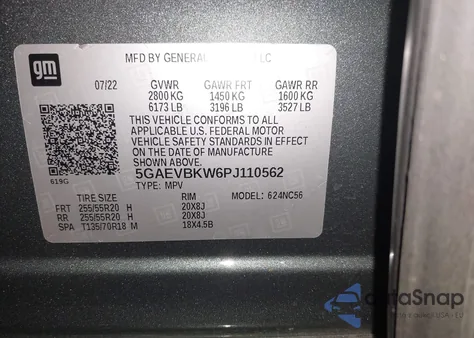 gm
MFD BY GENERAL LLC
07/22 GVWR GAWR FRT GAWR RR
2800 KG 1450 KG 1600 KG
6173 LB 3196 LB 3527 LB
THIS VEHICLE CONFORMS TO ALL
APPLICABLE U.S. FEDERAL MOTOR
VEHICLE SAFETY STANDARDS IN EFFECT
ON THE DATE OF MANUFACTURE
SHOWN ABOVE.
5GAEVBKW6PJ110562
619G
TYPE: MPV
TIRE SIZE RIM MODEL: 624NC56
FRT 255/55R20 H 20X8J
RR 255/55R20 H 20X8J
SPA T135/70R18 M 18X4.5B
dataSnap